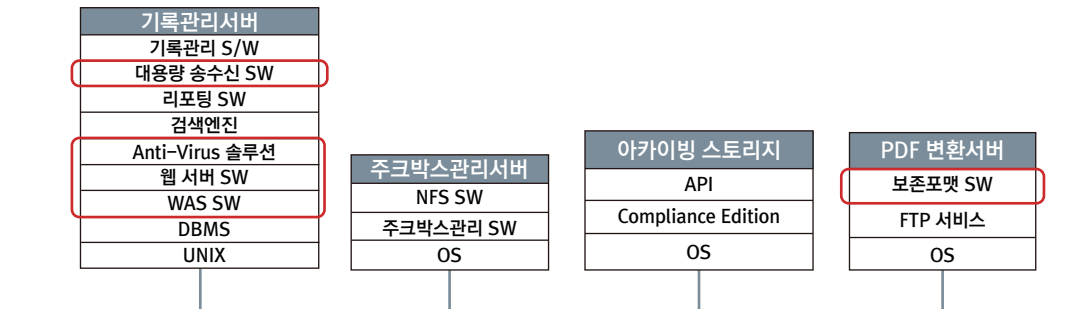 기록관리서버
기록관리 S/W
대용량 송수신 SW
리포팅 SW
검색엔진
Anti-Virus 솔루션
웹 서버 SW
WAS SW
DBMS
UNIX
주크박스관리서버
NFS SW
주크박스관리 SW
OS
아카이빙 스토리지
API
Compliance Edition
OS
PDF 변환서버
보존포맷 SW
FTP 서비스
OS